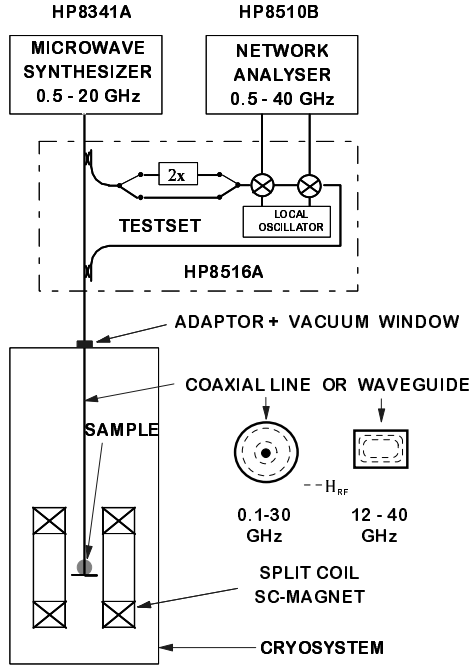 HP8341A
HP8510B
MICROWAVE
SYNTHESIZER
0.5 - 20 GHz
NETWORK
ANALYSER
0.5 - 40 GHz
2x
TESTSET
LOCAL
OSCILLATOR
HP8516A
ADAPTOR + VACUUM WINDOW
COAXIAL LINE OR WAVEGUIDE
SAMPLE
HRF
0.1-30
GHz
12 - 40
GHz
SPLIT COIL
SC-MAGNET
CRYOSYSTEM